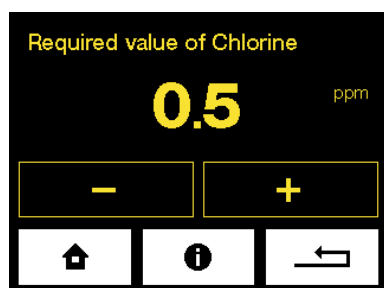 Required value of Chlorine
0.5 ppm
− +